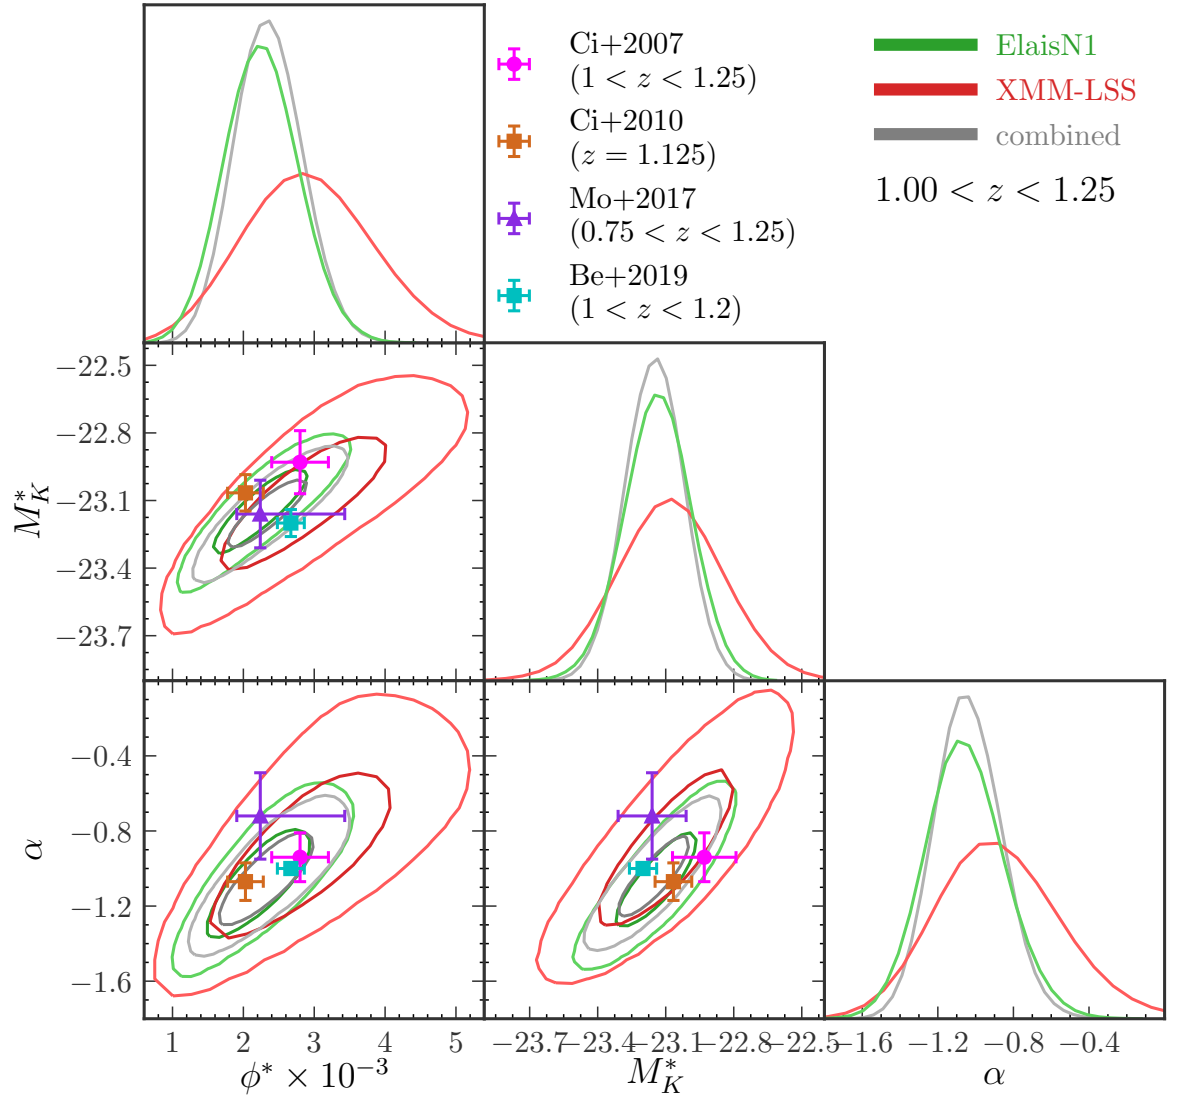 Ci+2007
(1 < z < 1.25)
Ci+2010
(z = 1.125)
Mo+2017
(0.75 < z < 1.25)
Be+2019
(1 < z < 1.2)
ElaisN1
XMM-LSS
combined
1.00 < z < 1.25
−22.5
−22.8
−23.1
−23.4
−23.7
M*K
−0.4
−0.8
−1.2
−1.6
α
1 2 3 4 5
ϕ* × 10⁻³
−23.7 −23.4 −23.1 −22.8 −22.5
M*K
−1.6 −1.2 −0.8 −0.4
α